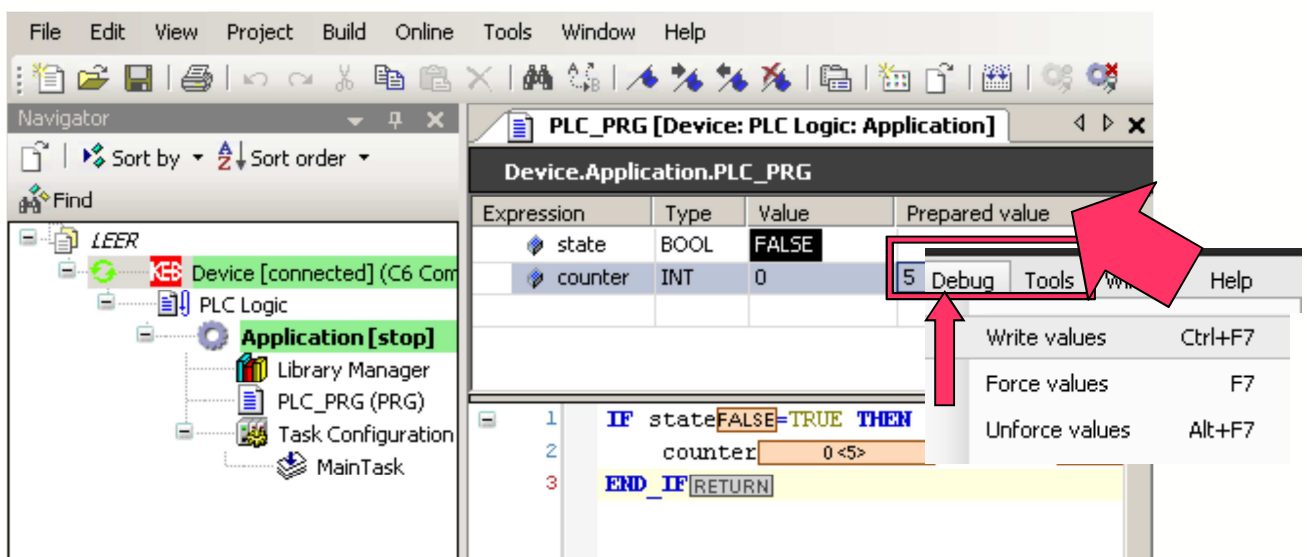 File Edit View Project Build Online Tools Window Help
Navigator
Sort by Sort order
Find
LEER
KEB Device [connected] (C6 Com
PLC Logic
Application [stop]
Library Manager
PLC_PRG (PRG)
Task Configuration
MainTask
PLC_PRG [Device: PLC Logic: Application]
Device.Application.PLC_PRG
Expression Type Value Prepared value
state BOOL FALSE
counter INT 0 5
Debug Tools Help
Write values Ctrl+F7
Force values F7
Unforce values Alt+F7
1 IF stateFALSE=TRUE THEN
2 counter 0<5>
3 END_IF RETURN